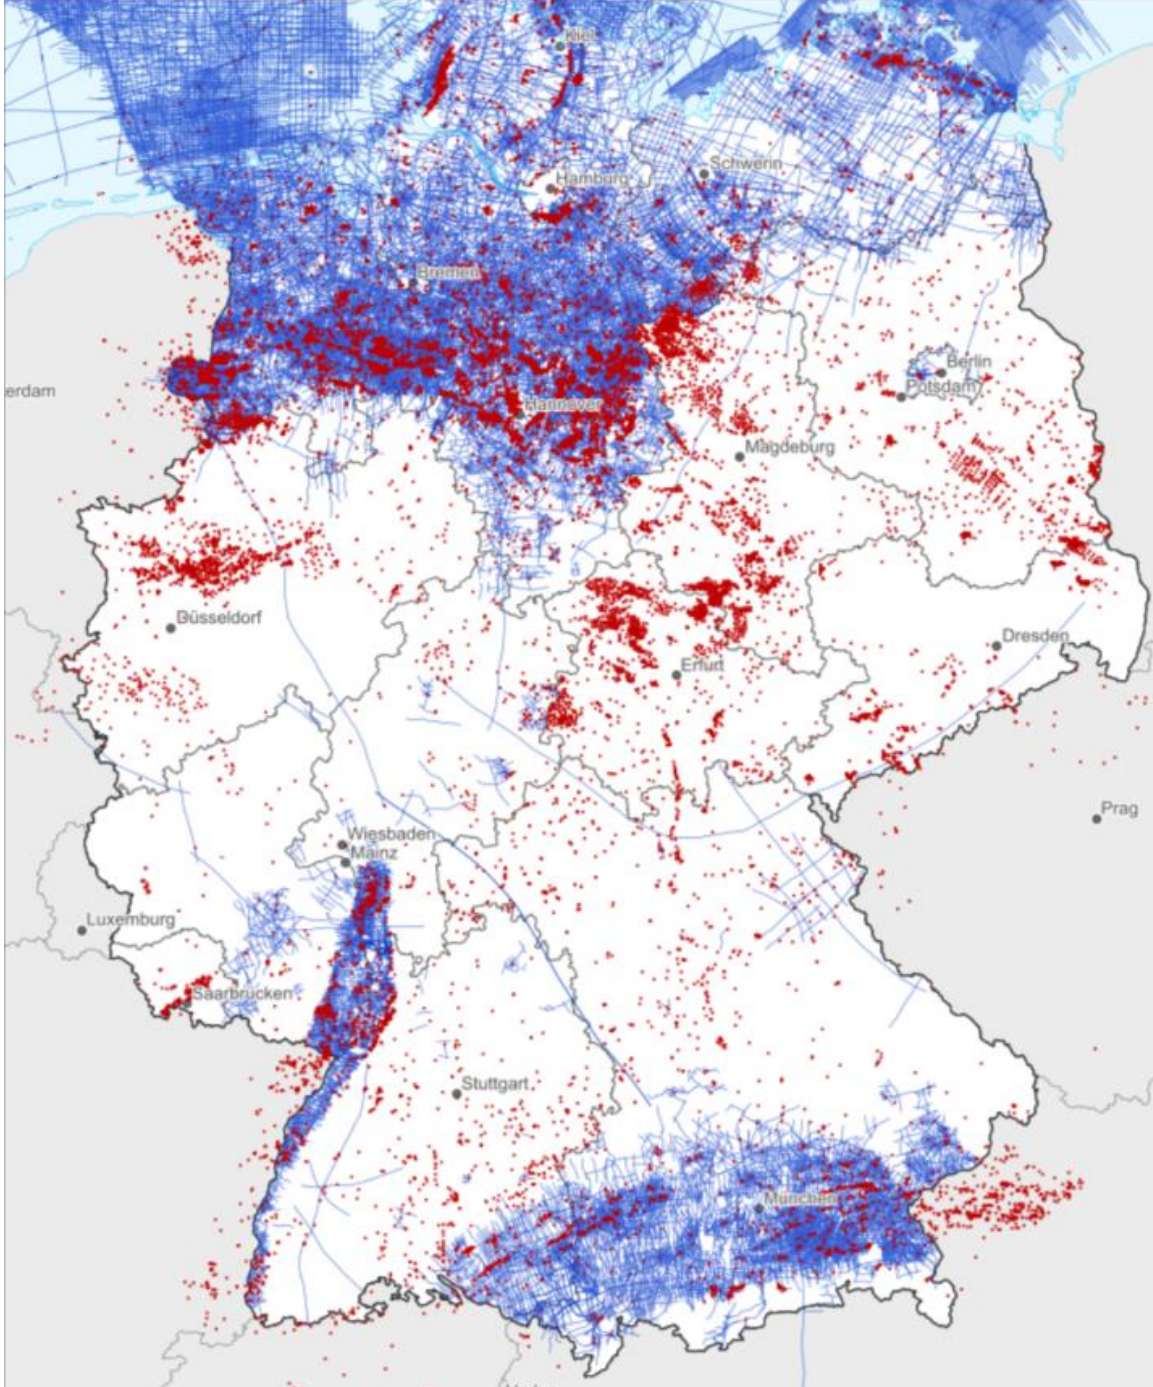 Kiel
Schwerin
Hamburg
Bremen
Berlin
erdam
Potsdam
Hannover
Magdeburg
Düsseldorf
Dresden
Erfurt
Prag
Wiesbaden
Mainz
Luxemburg
Saarbrücken
Stuttgart
München